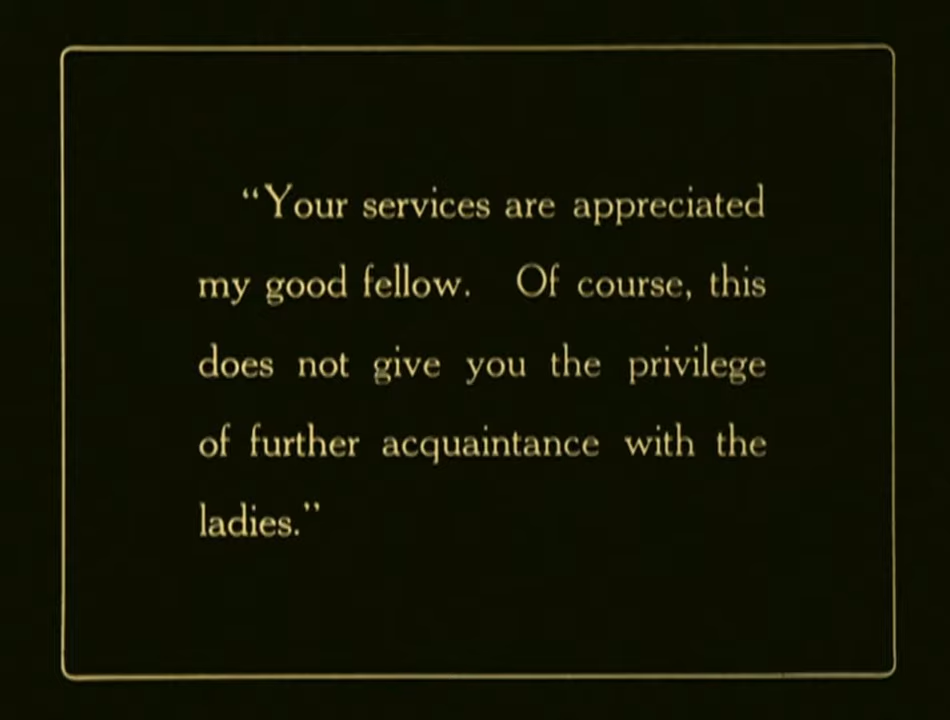 “Your services are appreciated
my good fellow. Of course, this
does not give you the privilege
of further acquaintance with the
ladies.”